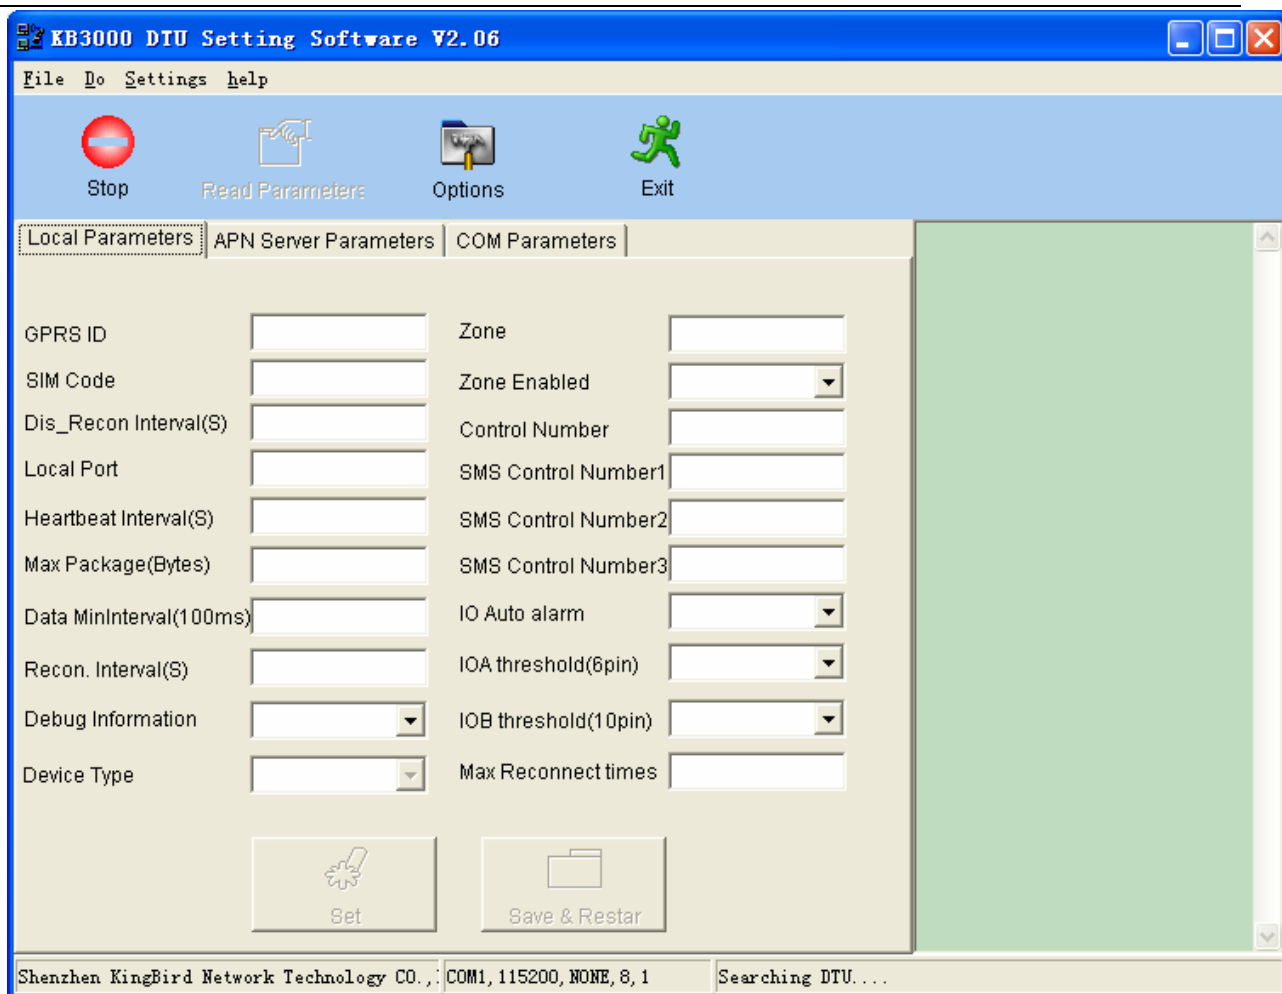 KB3000 DTU Setting Software V2.06
File Do Settings help
Stop Read Parameters Options Exit
Local Parameters APN Server Parameters COM Parameters
GPRS ID Zone
SIM Code Zone Enabled
Dis_Recon Interval(S) Control Number
Local Port SMS Control Number1
Heartbeat Interval(S) SMS Control Number2
Max Package(Bytes) SMS Control Number3
Data MinInterval(100ms) IO Auto alarm
Recon. Interval(S) IOA threshold(6pin)
Debug Information IOB threshold(10pin)
Device Type Max Reconnect times
Set Save & Restar
Shenzhen KingBird Network Technology CO., COM1, 115200, NONE, 8, 1 Searching DTU....